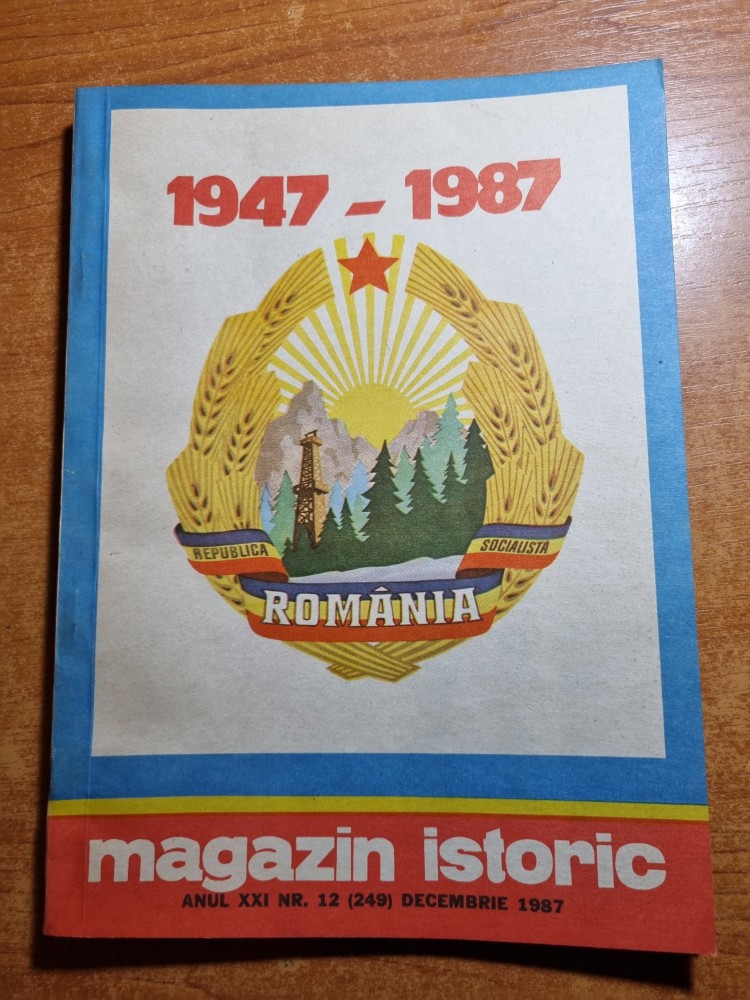 1947 - 1987
REPUBLICA SOCIALISTA
ROMÂNIA
magazin istoric
ANUL XXI NR. 12 (249) DECEMBRIE 1987